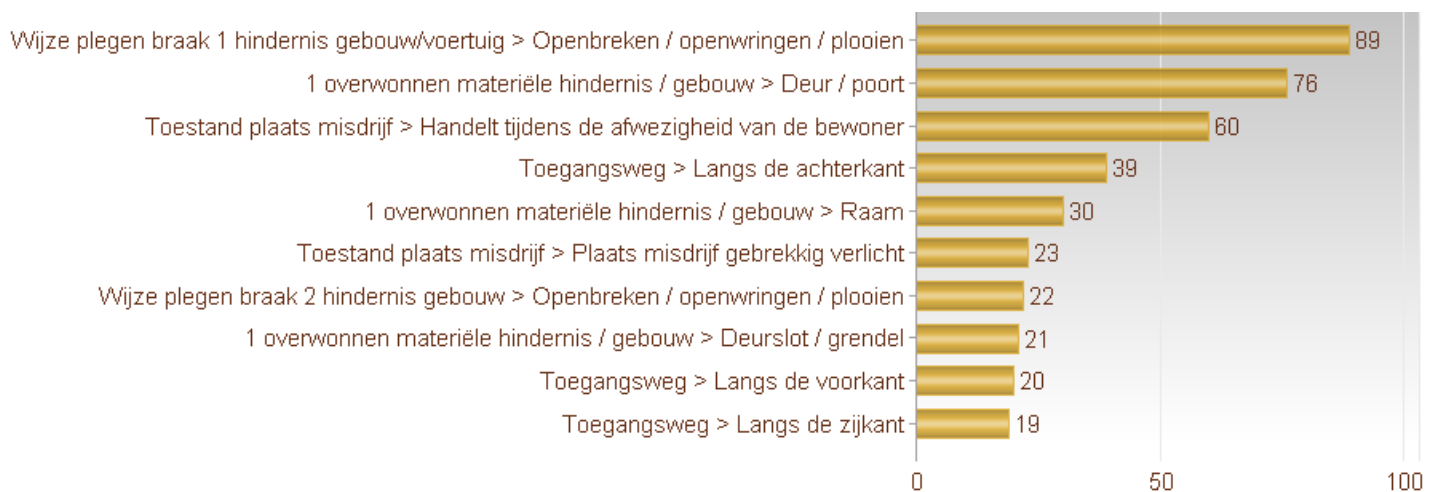 Wijze plegen braak 1 hindernis gebouw/voertuig > Openbreken / openwringen / plooien 89
1 overwonnen materiële hindernis / gebouw > Deur / poort 76
Toestand plaats misdrijf > Handelt tijdens de afwezigheid van de bewoner 60
Toegangsweg > Langs de achterkant 39
1 overwonnen materiële hindernis / gebouw > Raam 30
Toestand plaats misdrijf > Plaats misdrijf gebrekkig verlicht 23
Wijze plegen braak 2 hindernis gebouw > Openbreken / openwringen / plooien 22
1 overwonnen materiële hindernis / gebouw > Deurslot / grendel 21
Toegangsweg > Langs de voorkant 20
Toegangsweg > Langs de zijkant 19
0 50 100